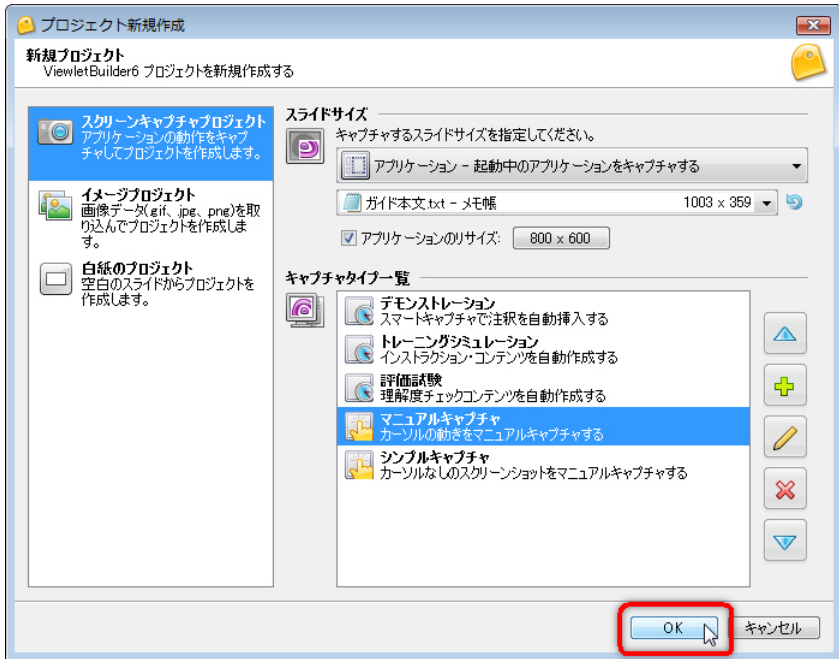 プロジェクト新規作成
新規プロジェクト
ViewletBuilder6 プロジェクトを新規作成する
スクリーンキャプチャプロジェクト
アプリケーションの動作をキャプ
チャしてプロジェクトを作成します。
イメージプロジェクト
画像データ(gif、jpg、png)を取
り込んでプロジェクトを作成しま
す。
白紙のプロジェクト
空白のスライドからプロジェクトを
作成します。
スライドサイズ
キャプチャするスライドサイズを指定してください。
アプリケーション - 起動中のアプリケーションをキャプチャする
ガイド本文.txt - メモ帳 1003 x 359
アプリケーションのリサイズ: 800 x 600
キャプチャタイプ一覧
デモンストレーション
スマートキャプチャで注釈を自動挿入する
トレーニングシミュレーション
インストラクション・コンテンツを自動作成する
評価試験
理解度チェックコンテンツを自動作成する
マニュアルキャプチャ
カーソルの動きをマニュアルキャプチャする
シンプルキャプチャ
カーソルなしのスクリーンショットをマニュアルキャプチャする
OK キャンセル